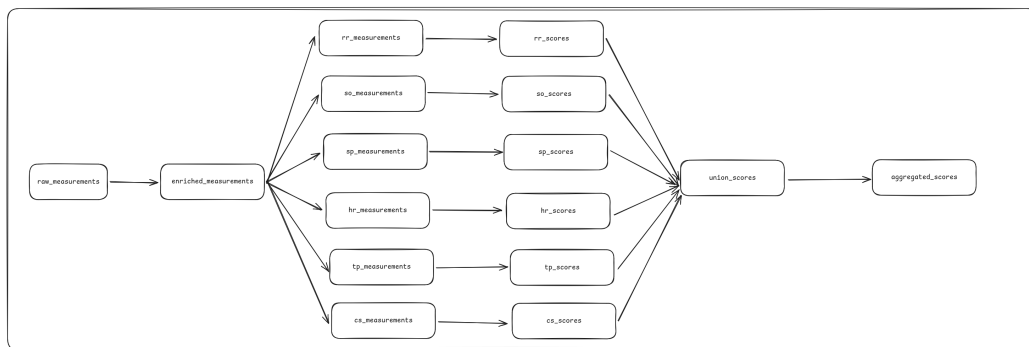 raw_measurements
enriched_measurements
rr_measurements
rr_scores
so_measurements
so_scores
sp_measurements
sp_scores
hr_measurements
hr_scores
tp_measurements
tp_scores
cs_measurements
cs_scores
union_scores
aggregated_scores